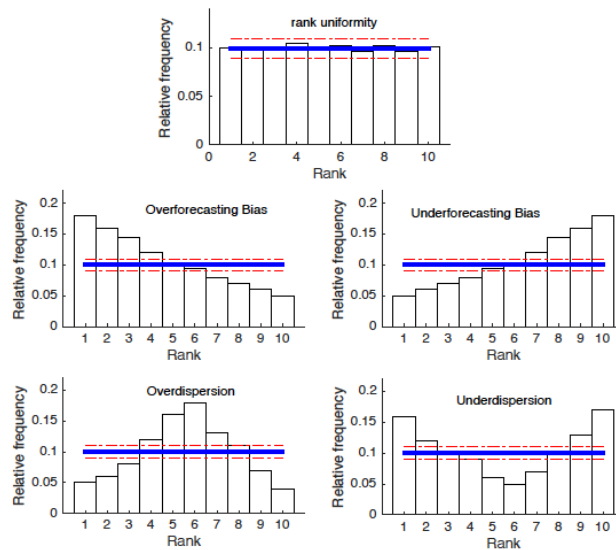 rank uniformity
Relative frequency
0.1
0.05
0
0 2 4 6 8 10
Rank
Overforecasting Bias
Relative frequency
0.2
0.15
0.1
0.05
0
1 2 3 4 5 6 7 8 9 10
Rank
Underforecasting Bias
Relative frequency
0.2
0.15
0.1
0.05
0
1 2 3 4 5 6 7 8 9 10
Rank
Overdispersion
Relative frequency
0.2
0.15
0.1
0.05
0
1 2 3 4 5 6 7 8 9 10
Rank
Underdispersion
Relative frequency
0.2
0.15
0.1
0.05
0
1 2 3 4 5 6 7 8 9 10
Rank